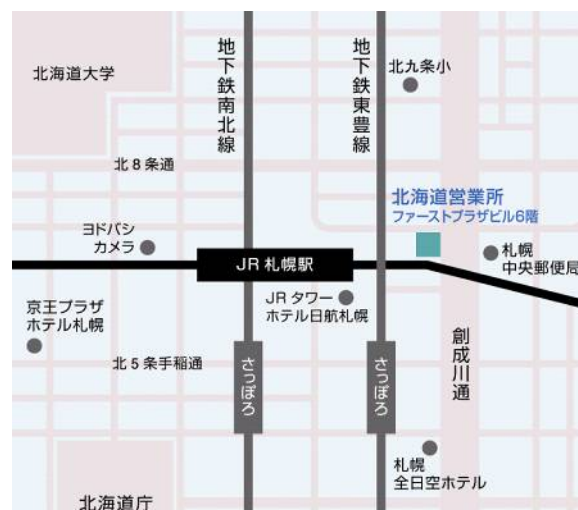 地下鉄南北線
地下鉄東豊線
北九条小
北海道大学
北8条通
北海道営業所
ファーストプラザビル6階
ヨドバシ
カメラ
JR 札幌駅
札幌
中央郵便局
JR タワー
ホテル日航札幌
京王プラザ
ホテル札幌
北5条手稲通
さっぽろ
さっぽろ
創成川通
札幌
全日空ホテル
北海道庁